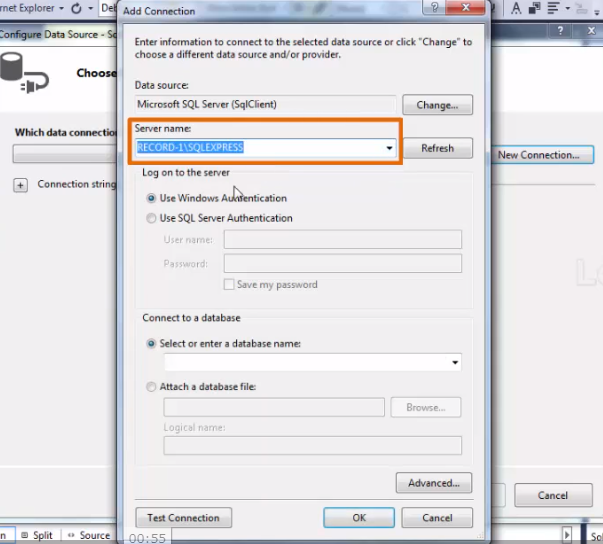 rnet Explorer
Add Connection
Configure Data Source - Sq
Enter information to connect to the selected data source or click "Change" to
choose a different data source and/or provider.
Choose
Data source:
Microsoft SQL Server (SqlClient)
Change...
Which data connection
Server name:
RECORD-1\SQLEXPRESS
Refresh
New Connection...
Connection string
Log on to the server
Use Windows Authentication
Use SQL Server Authentication
User name:
Password:
Save my password
Connect to a database
Select or enter a database name:
Attach a database file:
Browse...
Logical name:
Advanced...
Test Connection
OK
Cancel
Cancel
Split
Source
00:55